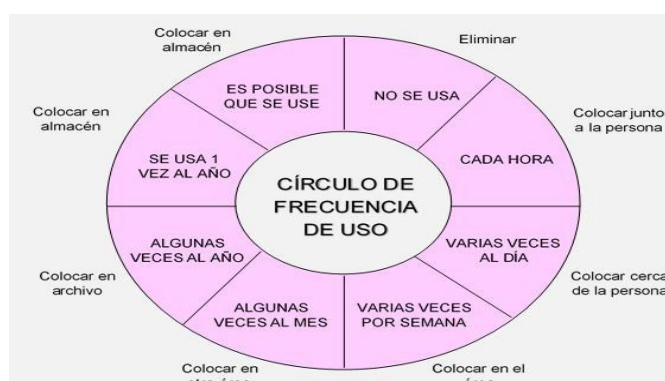 Colocar en
almacén
Eliminar
ES POSIBLE
QUE SE USE
NO SE USA
Colocar en
almacén
Colocar junto
a la persona
SE USA 1
VEZ AL AÑO
CADA HORA
CÍRCULO DE
FRECUENCIA
DE USO
ALGUNAS
VECES AL AÑO
VARIAS VECES
AL DÍA
Colocar en
archivo
Colocar cerca
de la persona
ALGUNAS
VECES AL MES
VARIAS VECES
POR SEMANA
Colocar en
Colocar en el